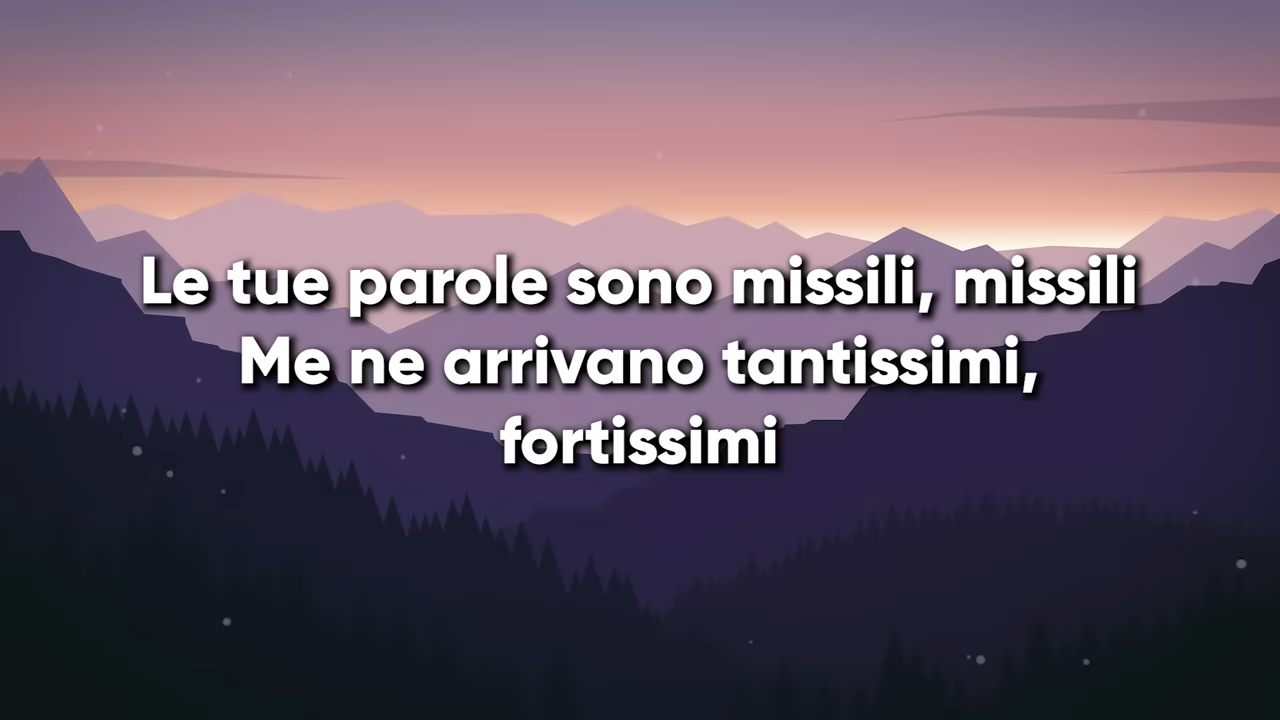 Le tue parole sono missili, missili
Me ne arrivano tantissimi,
fortissimi